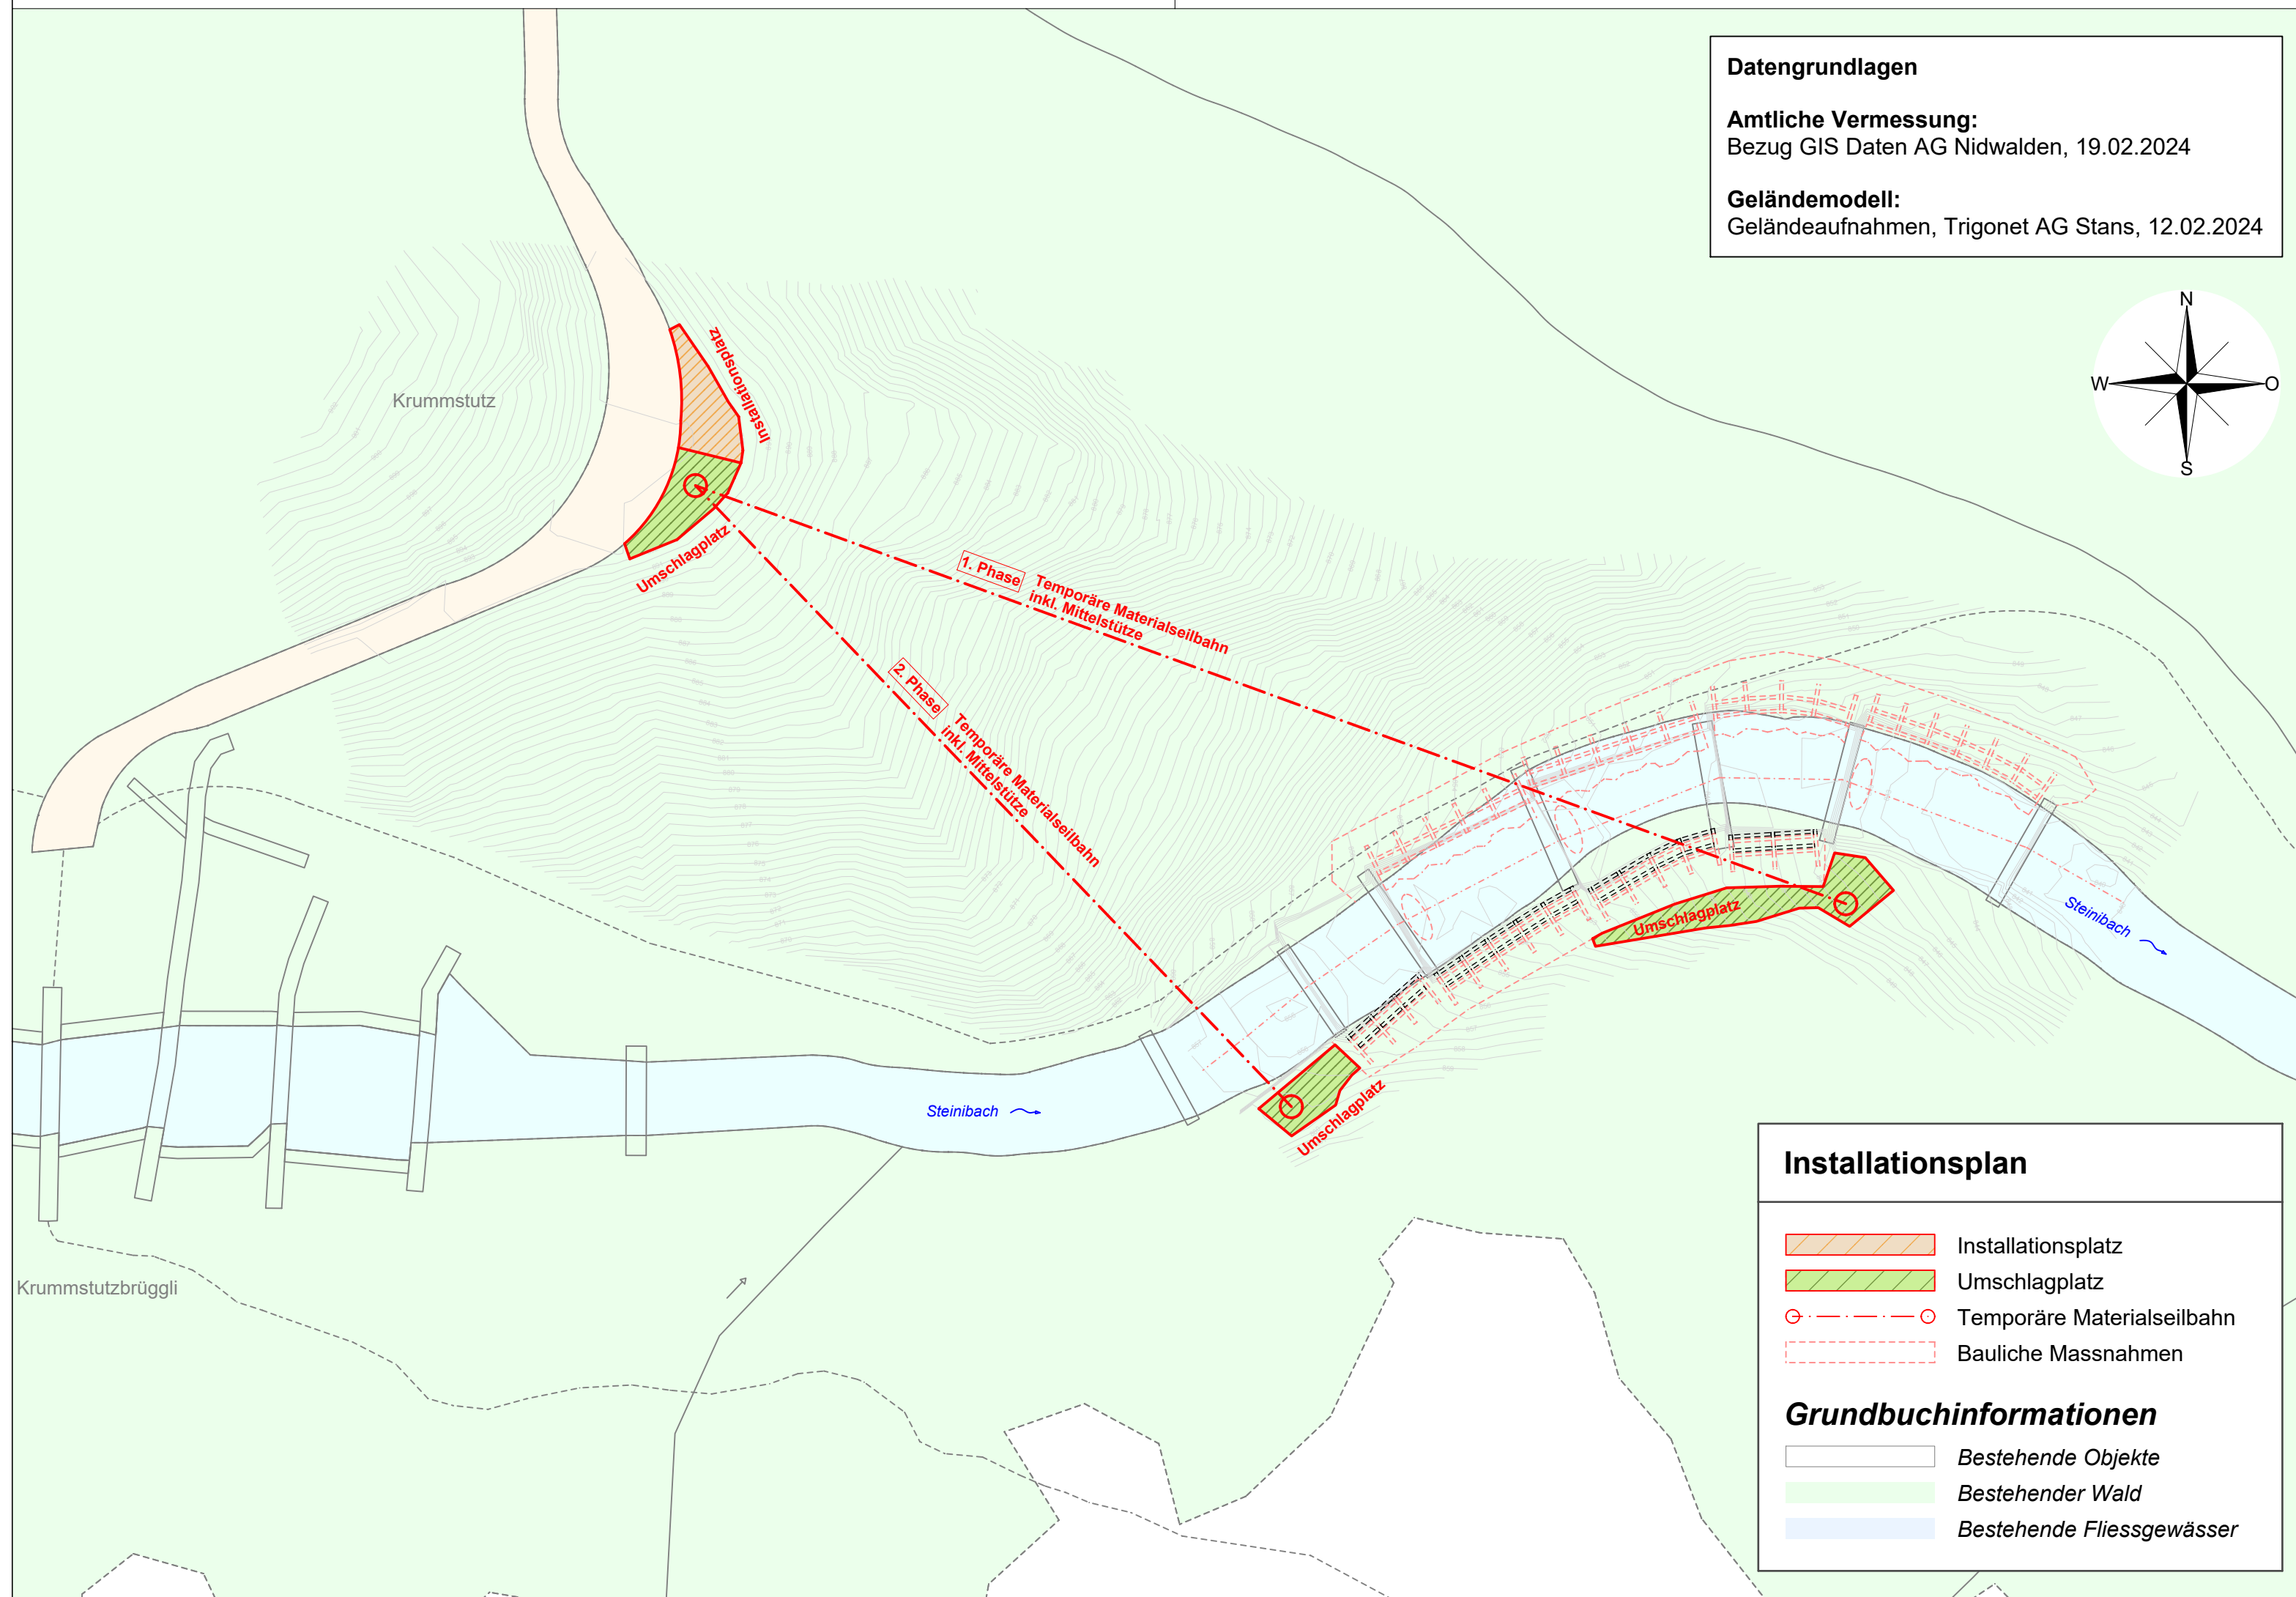 Datengrundlagen
Amtliche Vermessung:
Bezug GIS Daten AG Nidwalden, 19.02.2024
Geländemodell:
Geländeaufnahmen, Trigonet AG Stans, 12.02.2024
N
W
O
S
Krummstutz
Installationsplatz
Umschlagplatz
1. Phase
Temporäre Materialseilbahn
inkl. Mittelstütze
2. Phase
Temporäre Materialseilbahn
inkl. Mittelstütze
Umschlagplatz
Steinibach
Steinibach
Umschlagplatz
Krummstutzbrüggli
Installationsplan
Installationsplatz
Umschlagplatz
Temporäre Materialseilbahn
Bauliche Massnahmen
Grundbuchinformationen
Bestehende Objekte
Bestehender Wald
Bestehende Fliessgewässer